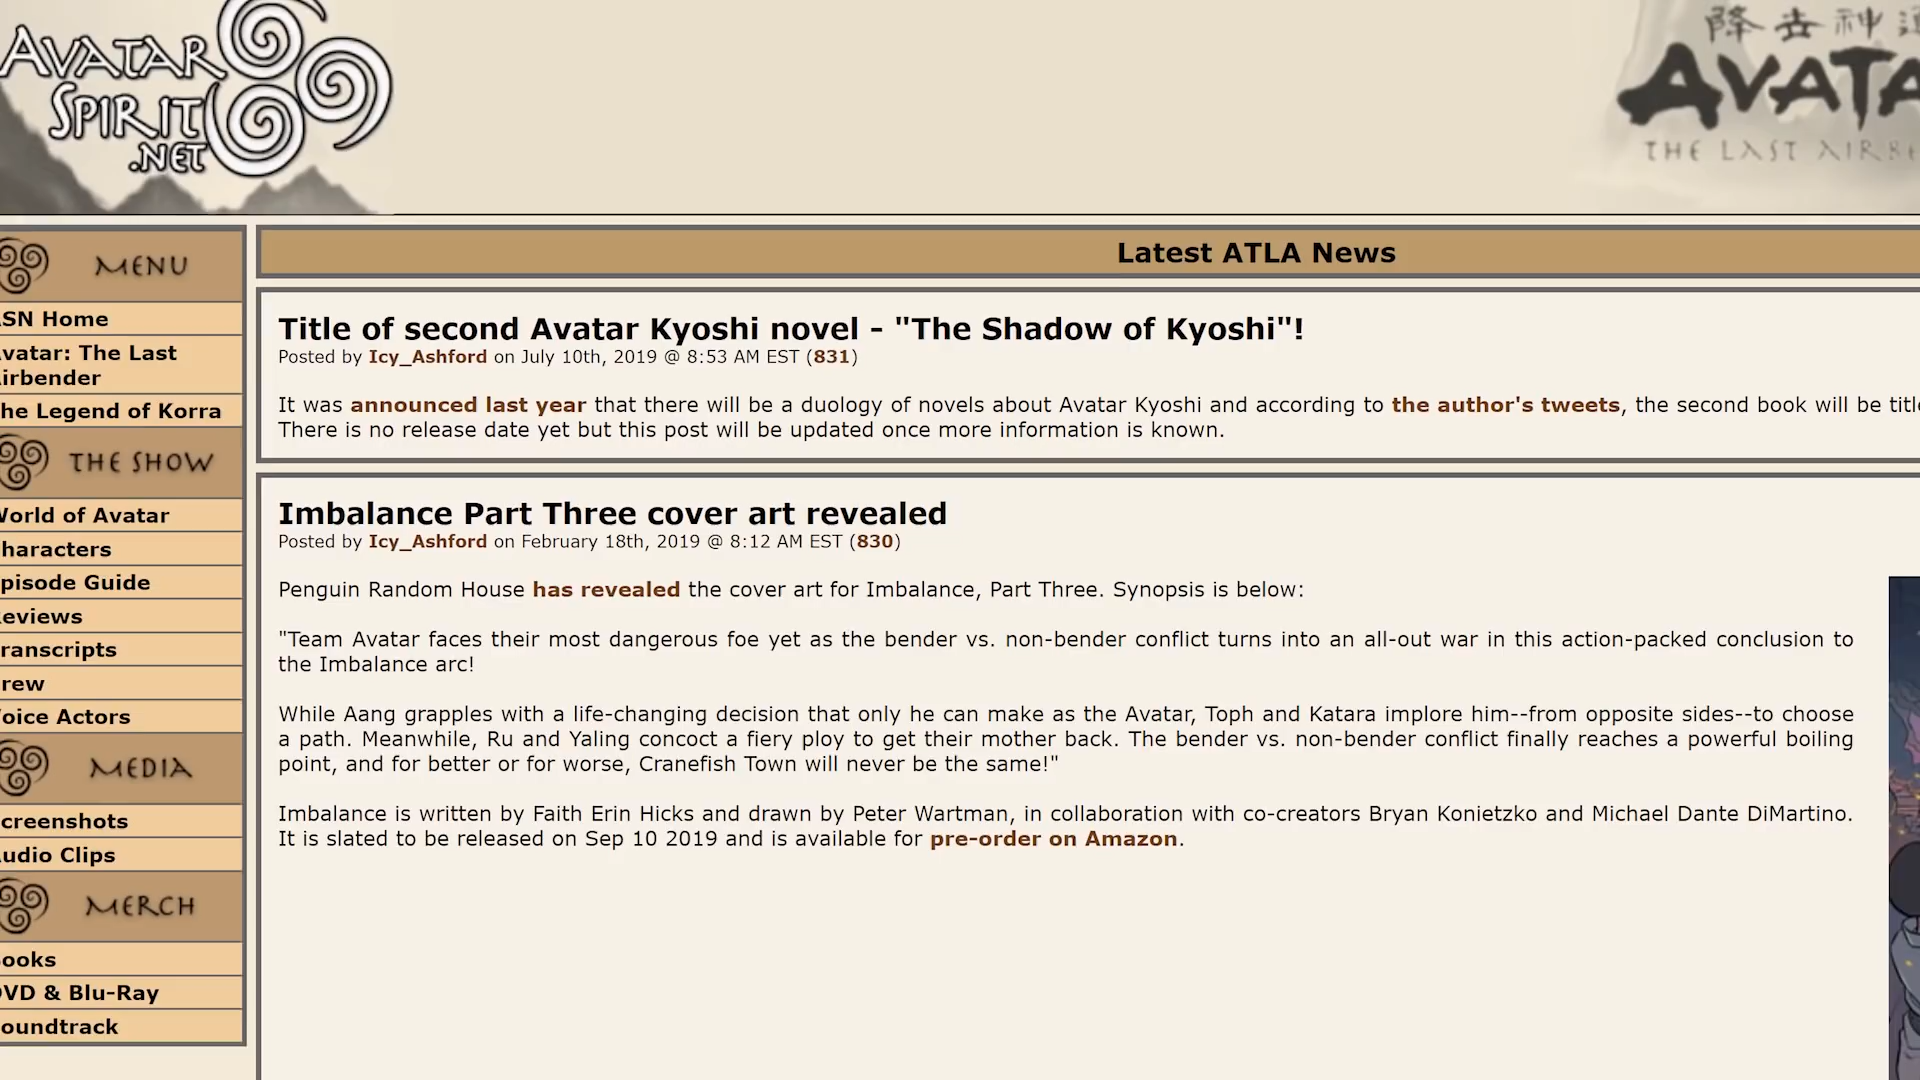 AVATAR
SPIRIT
.NET
降去神通
AVATA
THE LAST AIRBE
MENU
SN Home
vatar: The Last
irbender
he Legend of Korra
THE SHOW
World of Avatar
haracters
pisode Guide
eviews
ranscripts
rew
Voice Actors
MEDIA
creenshots
udio Clips
MERCH
ooks
DVD & Blu-Ray
oundtrack
Latest ATLA News
Title of second Avatar Kyoshi novel - "The Shadow of Kyoshi"!
Posted by Icy_Ashford on July 10th, 2019 @ 8:53 AM EST (831)
It was announced last year that there will be a duology of novels about Avatar Kyoshi and according to the author's tweets, the second book will be title
There is no release date yet but this post will be updated once more information is known.
Imbalance Part Three cover art revealed
Posted by Icy_Ashford on February 18th, 2019 @ 8:12 AM EST (830)
Penguin Random House has revealed the cover art for Imbalance, Part Three. Synopsis is below:
"Team Avatar faces their most dangerous foe yet as the bender vs. non-bender conflict turns into an all-out war in this action-packed conclusion to
the Imbalance arc!
While Aang grapples with a life-changing decision that only he can make as the Avatar, Toph and Katara implore him--from opposite sides--to choose
a path. Meanwhile, Ru and Yaling concoct a fiery ploy to get their mother back. The bender vs. non-bender conflict finally reaches a powerful boiling
point, and for better or for worse, Cranefish Town will never be the same!"
Imbalance is written by Faith Erin Hicks and drawn by Peter Wartman, in collaboration with co-creators Bryan Konietzko and Michael Dante DiMartino.
It is slated to be released on Sep 10 2019 and is available for pre-order on Amazon.